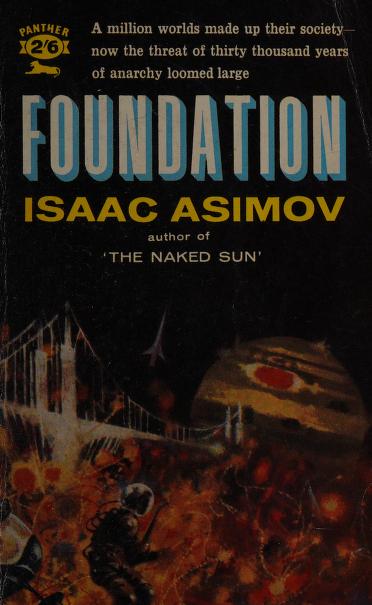 PANTHER
2'6
A million worlds made up their society—
now the threat of thirty thousand years
of anarchy loomed large
FOUNDATION
ISAAC ASIMOV
author of
'THE NAKED SUN'